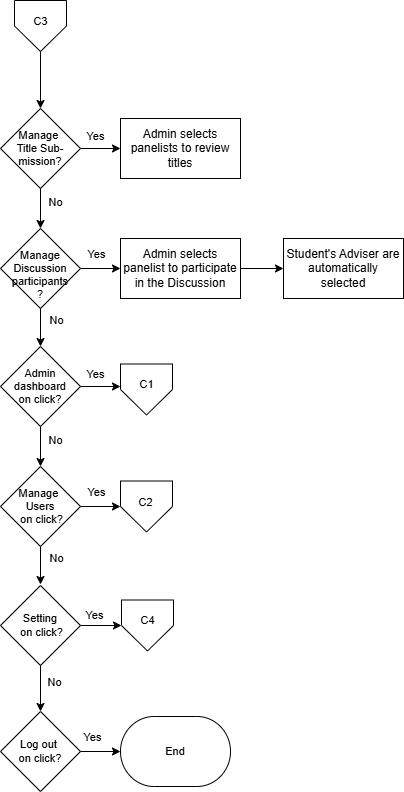 C3
Manage
Title Sub-
mission?
Yes
Admin selects
panelists to review
titles
No
Manage
Discussion
participants
?
Yes
Admin selects
panelist to participate
in the Discussion
Student's Adviser are
automatically
selected
No
Admin
dashboard
on click?
Yes
C1
No
Manage
Users
on click?
Yes
C2
No
Setting
on click?
Yes
C4
No
Log out
on click?
Yes
End